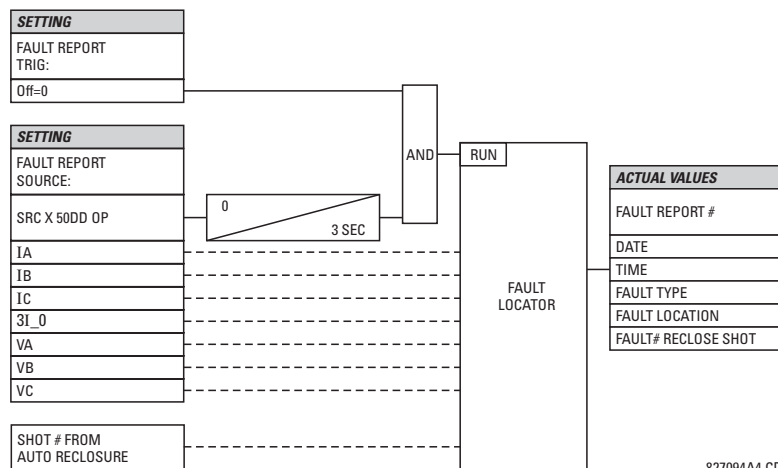 SETTING
FAULT REPORT
TRIG:
Off=0
SETTING
FAULT REPORT
SOURCE:
SRC X 50DD OP
IA
IB
IC
3I_0
VA
VB
VC
SHOT # FROM
AUTO RECLOSURE
0
3 SEC
AND
RUN
FAULT
LOCATOR
ACTUAL VALUES
FAULT REPORT #
DATE
TIME
FAULT TYPE
FAULT LOCATION
FAULT# RECLOSE SHOT